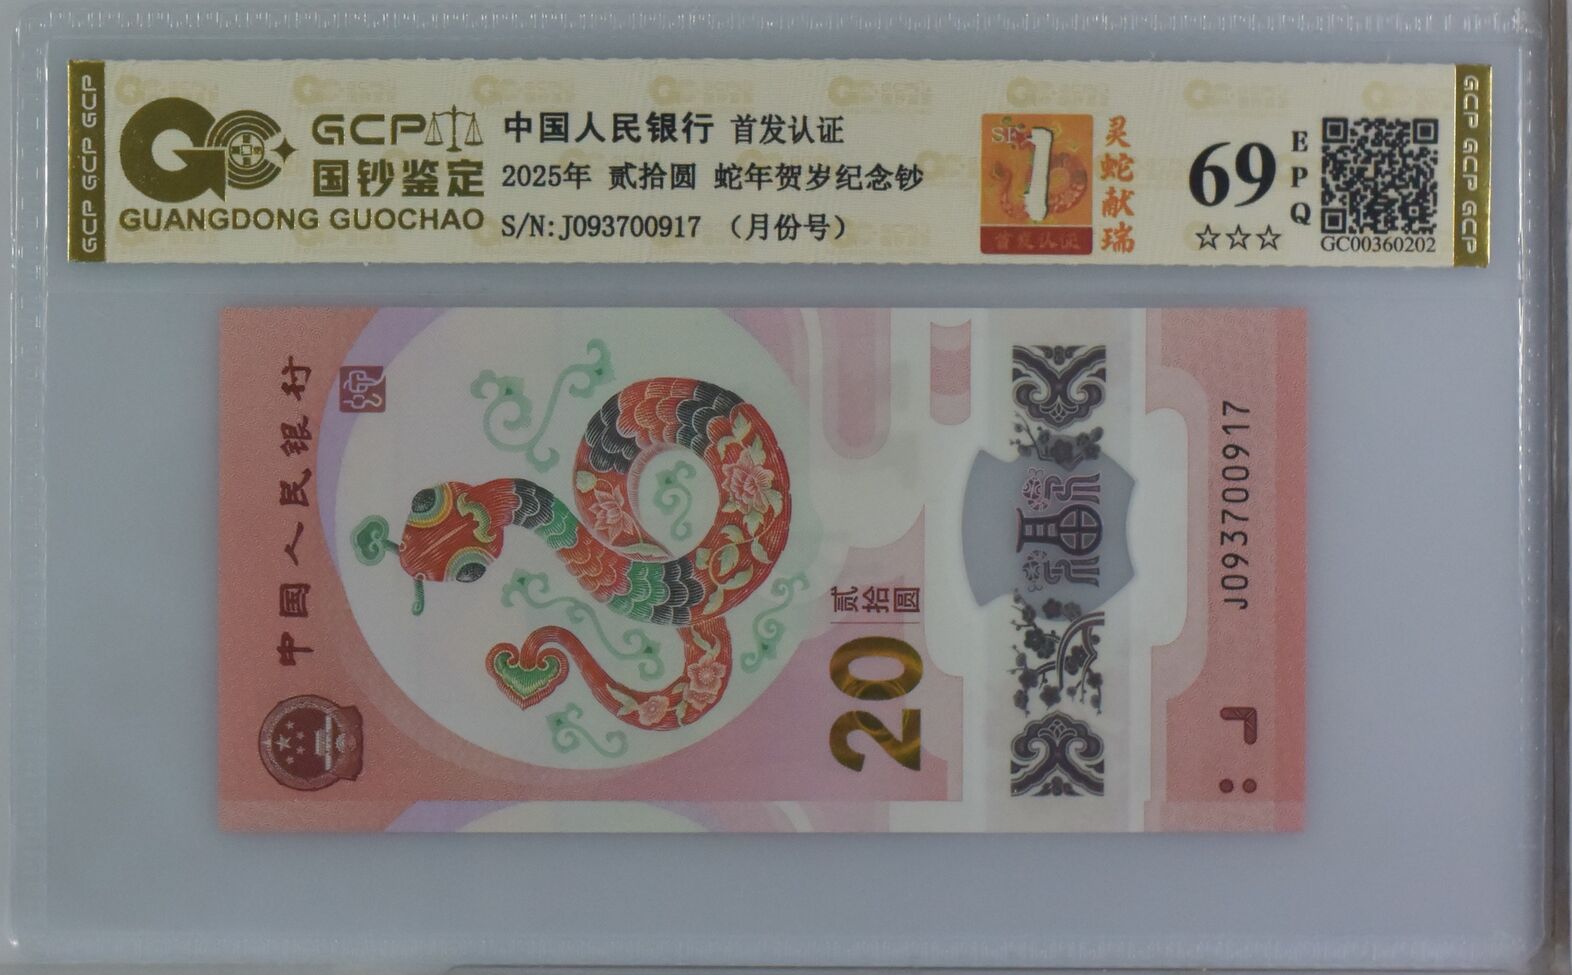 GCP GCP GCP
GCP
国钞鉴定
GUANGDONG GUOCHAO
中国人民银行 首发认证
2025年 贰拾圆 蛇年贺岁纪念钞
S/N:J093700917 (月份号)
首发认证
灵蛇献瑞
69
EPQ
☆☆☆
GC00360202
GCP GCP GCP
中国人民银行
贰拾圆
20
福
J093700917